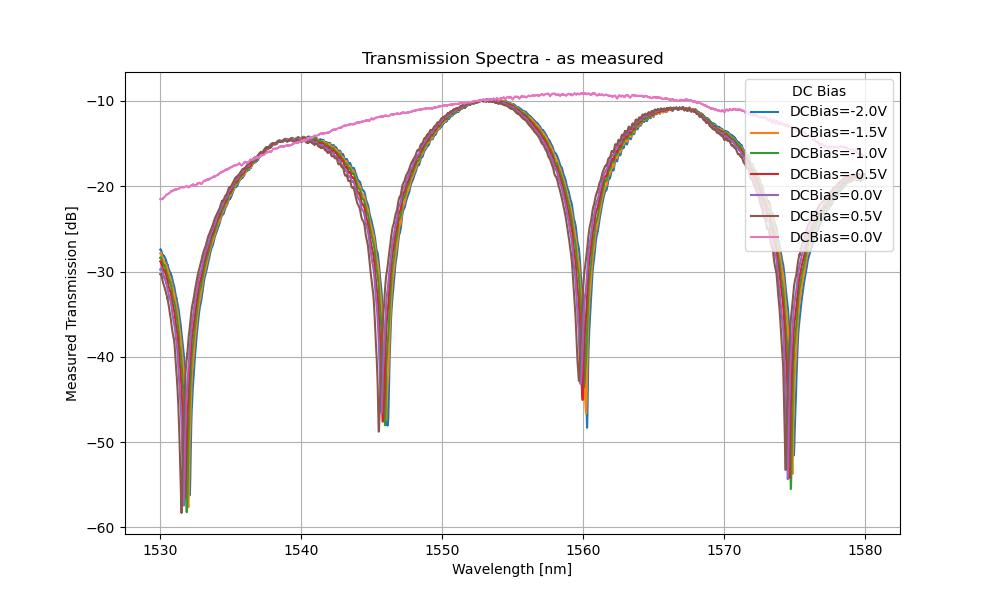 Transmission Spectra - as measured
DC Bias
DCBias=-2.0V
DCBias=-1.5V
DCBias=-1.0V
DCBias=-0.5V
DCBias=0.0V
DCBias=0.5V
DCBias=0.0V
Measured Transmission [dB]
−10
−20
−30
−40
−50
−60
1530 1540 1550 1560 1570 1580
Wavelength [nm]